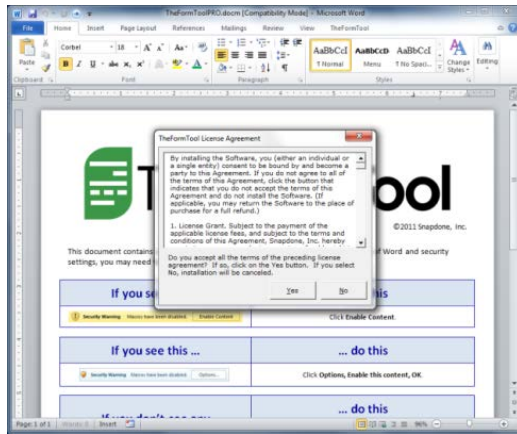 TheFormToolPRO.docm [Compatibility Mode] - Microsoft Word
File Home Insert Page Layout References Mailings Review View TheFormTool
Corbel 18
Paste
AaBbCcI AaBbCcD AaBbCcI
¶ Normal Menu ¶ No Spaci...
Change Styles
Editing
Clipboard Font Paragraph Styles
TheFormTool License Agreement
By installing the Software, you (either an individual or
a single entity) consent to be bound by and become a
party to this Agreement. If you do not agree to all of
the terms of this Agreement, click the button that
indicates that you do not accept the terms of this
Agreement and do not install the Software. (If
applicable, you may return the Software to the place of
purchase for a full refund.)
1. License Grant. Subject to the payment of the
applicable license fees, and subject to the terms and
conditions of this Agreement, Snapdone, Inc. hereby
Do you accept all the terms of the preceding license
agreement? If so, click on the Yes button. If you select
No, installation will be canceled.
Yes No
T ool
©2011 Snapdone, Inc.
This document contains of Word and security
settings, you may need
If you se his
Security Warning Macros have been disabled. Enable Content
Click Enable Content.
If you see this ... ... do this
Security Warning Macros have been disabled. Options...
Click Options, Enable this content, OK.
... do this
If you don't see any
Page: 1 of 1 Words: 0 Insert 96%